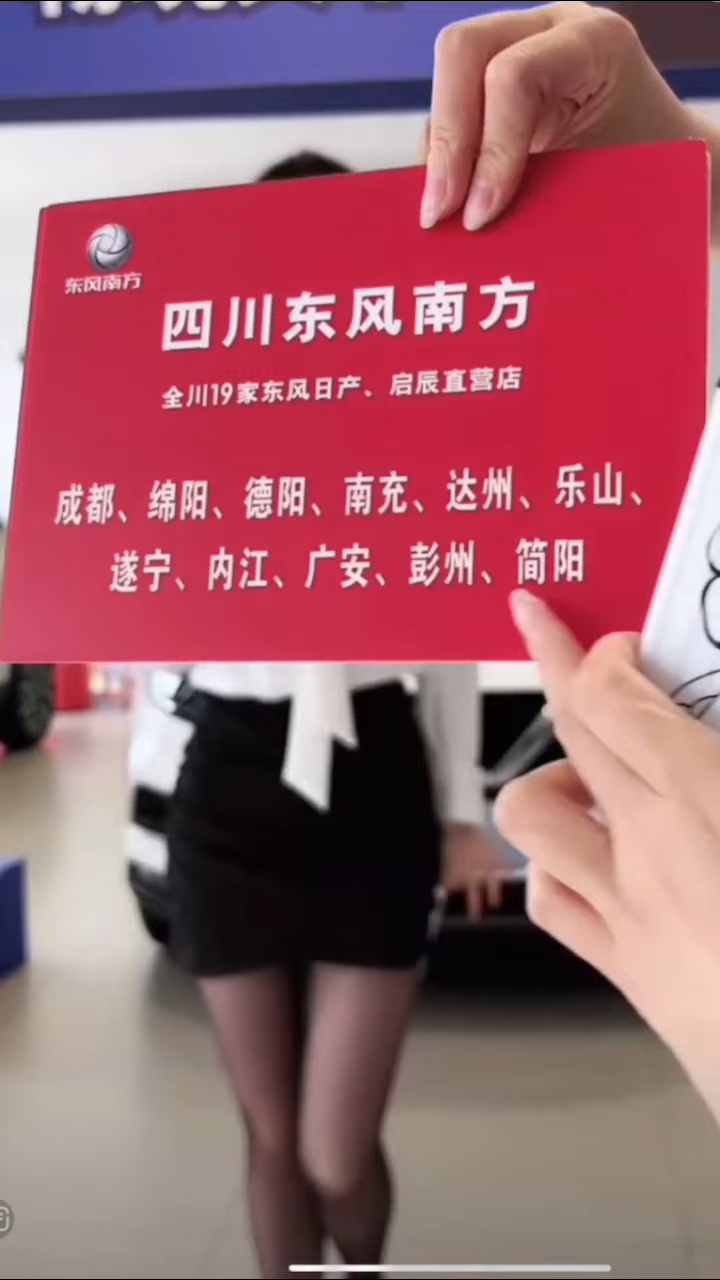 东风南方
四川东风南方
全川19家东风日产、启辰直营店
成都、绵阳、德阳、南充、达州、乐山、
遂宁、内江、广安、彭州、简阳